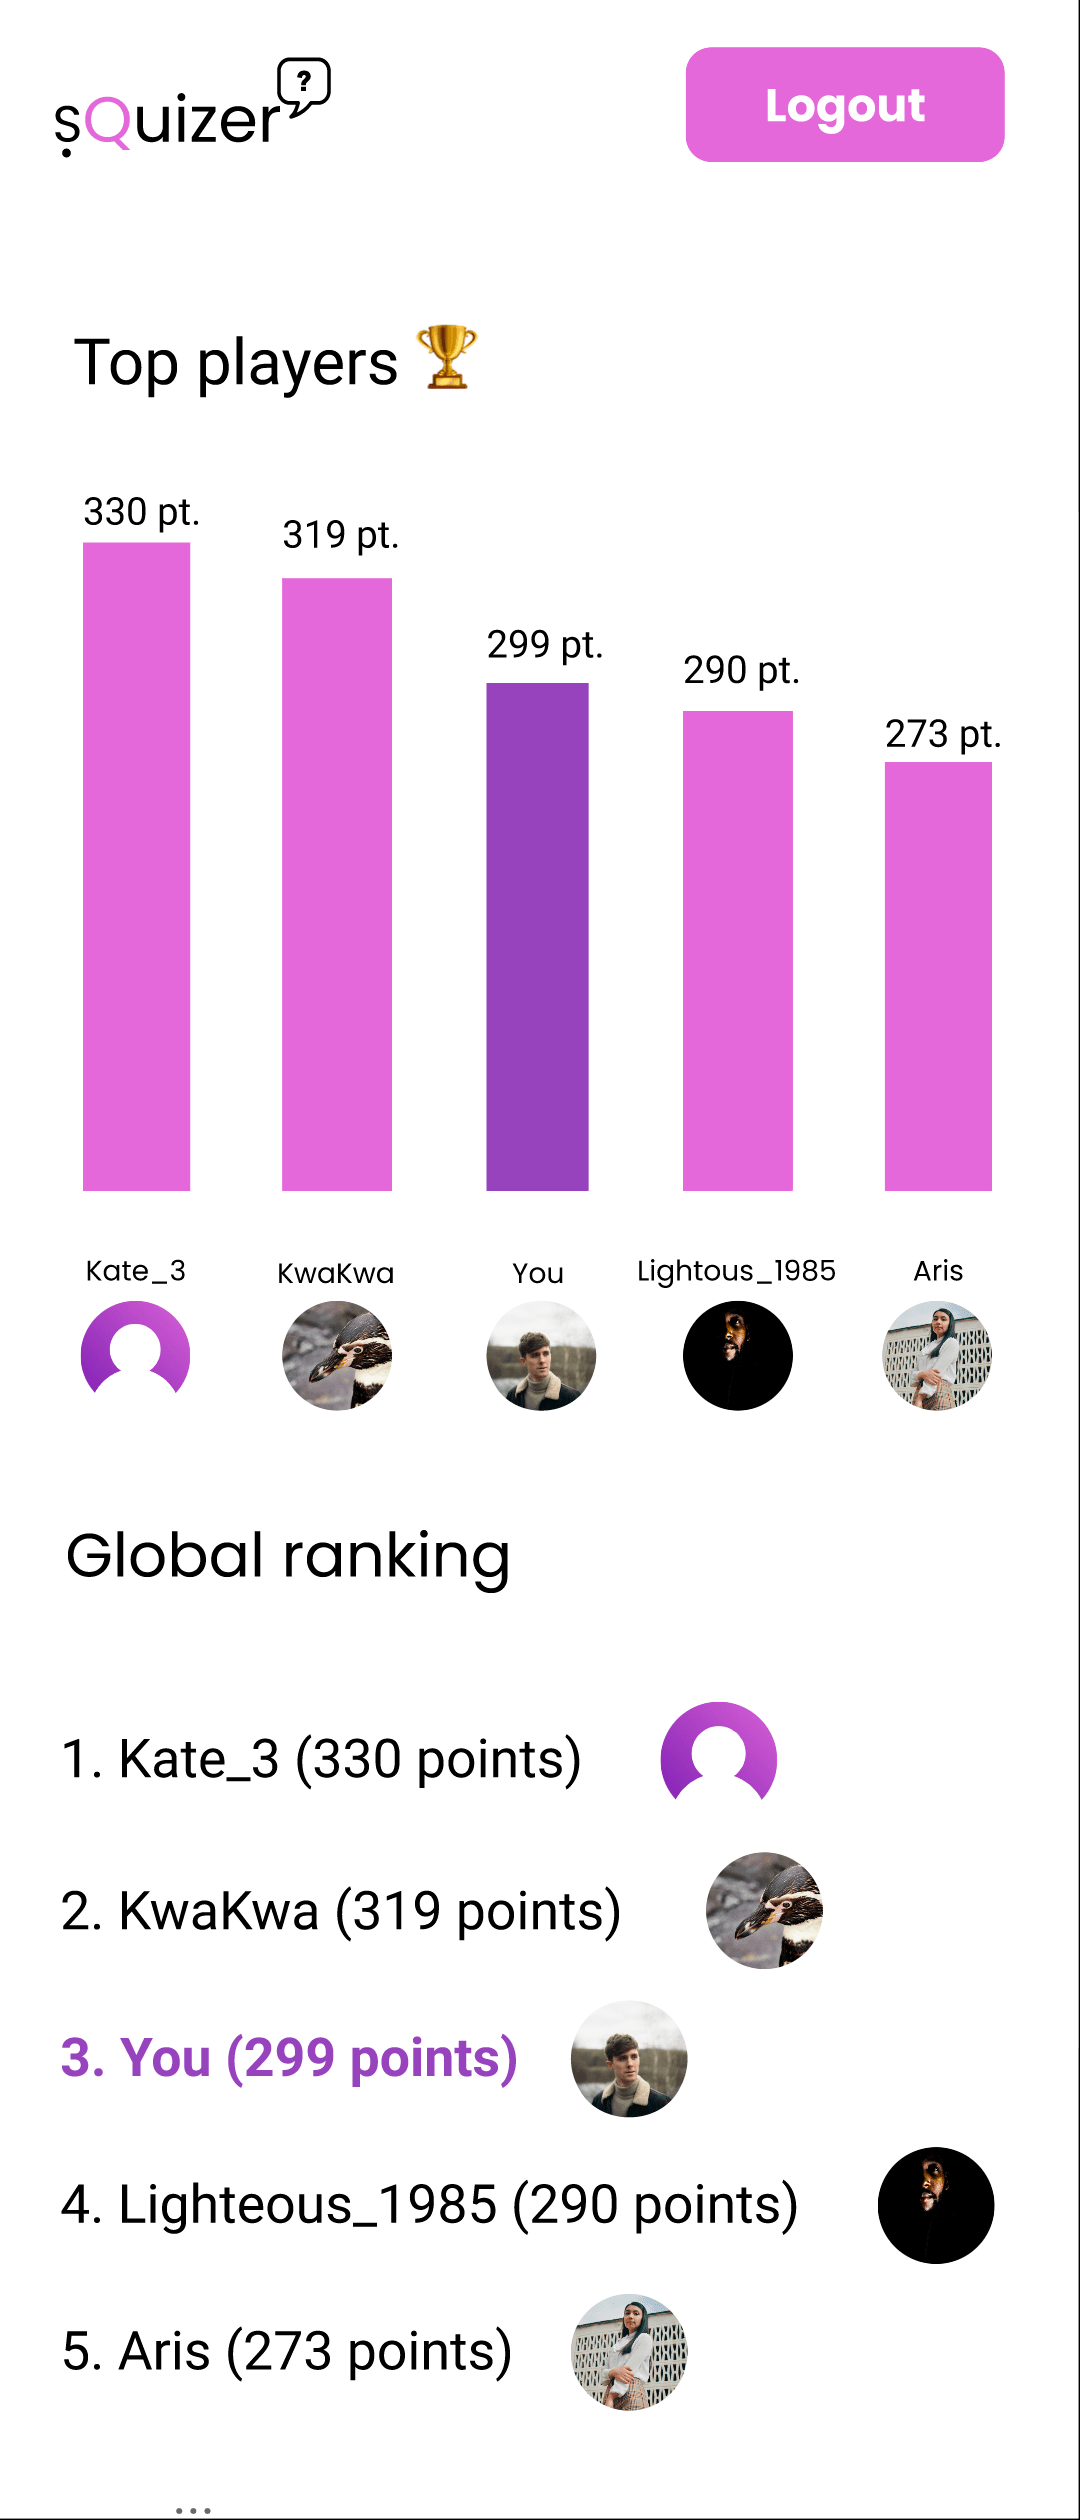 sQuizer
?
Logout
Top players 🏆
330 pt.
319 pt.
299 pt.
290 pt.
273 pt.
Kate_3
KwaKwa
You
Lightous_1985
Aris
Global ranking
1. Kate_3 (330 points)
2. KwaKwa (319 points)
3. You (299 points)
4. Lighteous_1985 (290 points)
5. Aris (273 points)
...